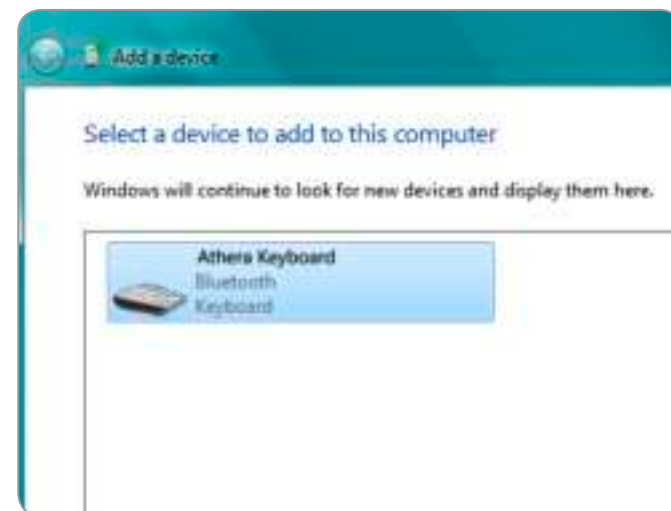 Add a device
Select a device to add to this computer
Windows will continue to look for new devices and display them here.
Athera Keyboard
Bluetooth
Keyboard